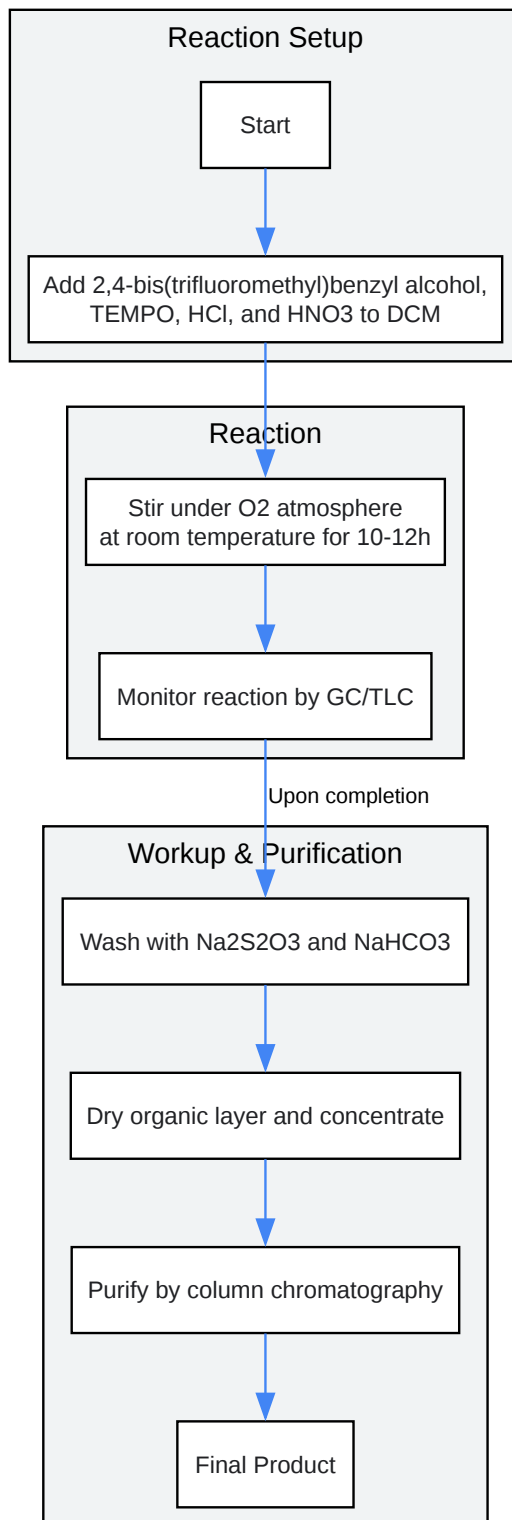 Reaction Setup
Start
Add 2,4-bis(trifluoromethyl)benzyl alcohol,
TEMPO, HCl, and HNO3 to DCM
Reaction
Stir under O2 atmosphere
at room temperature for 10-12h
Monitor reaction by GC/TLC
Upon completion
Workup & Purification
Wash with Na2S2O3 and NaHCO3
Dry organic layer and concentrate
Purify by column chromatography
Final Product